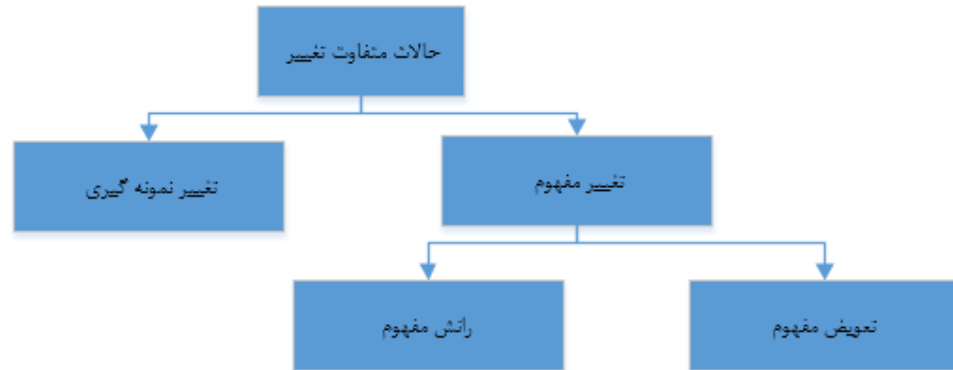 حالات متفاوت تغییر
تغییر مفهوم
تغییر نمونه گیری
تعویض مفهوم
رانش مفهوم